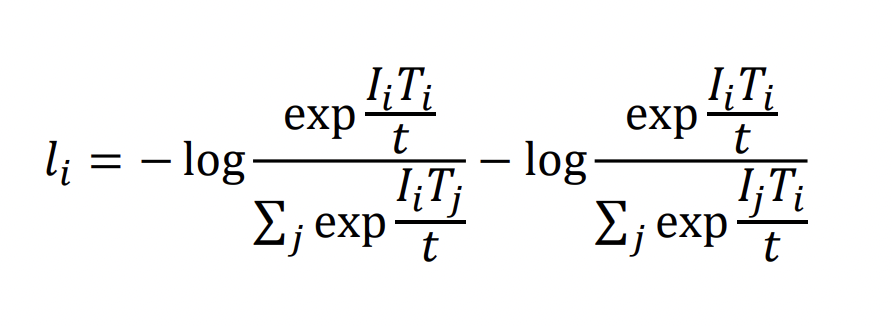 l_i = − log \frac{\exp \frac{I_i T_i}{t}}{\sum_j \exp \frac{I_i T_j}{t}} − log \frac{\exp \frac{I_i T_i}{t}}{\sum_j \exp \frac{I_j T_i}{t}}